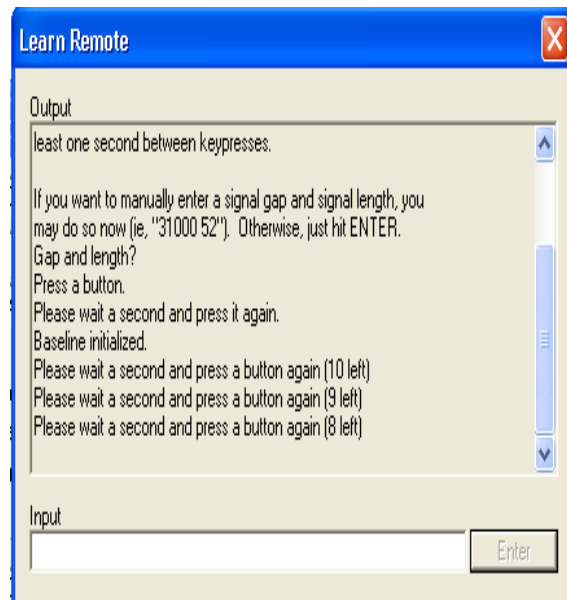 Learn Remote
Output
least one second between keypresses.
If you want to manually enter a signal gap and signal length, you
may do so now (ie, "31000 52"). Otherwise, just hit ENTER.
Gap and length?
Press a button.
Please wait a second and press it again.
Baseline initialized.
Please wait a second and press a button again (10 left)
Please wait a second and press a button again (9 left)
Please wait a second and press a button again (8 left)
Input
Enter